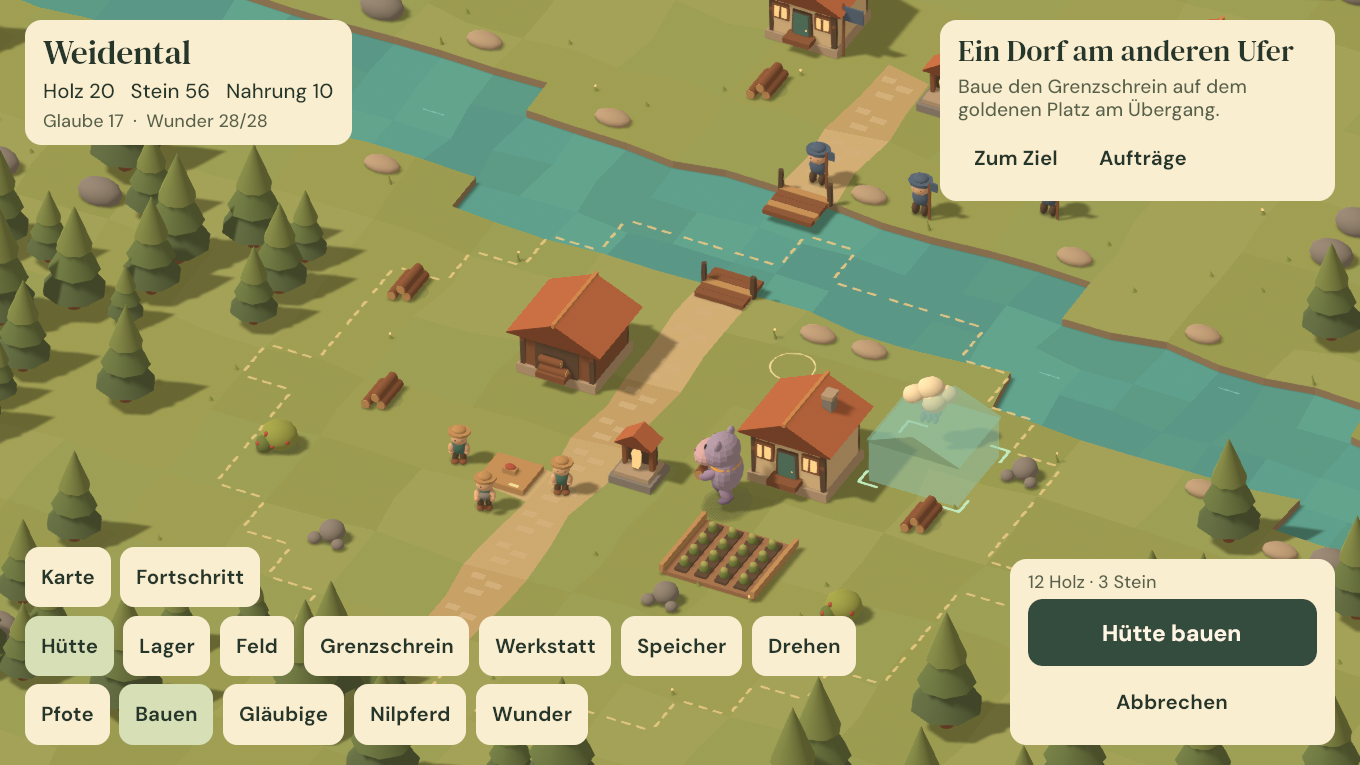 Weidental
Holz 20 Stein 56 Nahrung 10
Glaube 17 · Wunder 28/28
Ein Dorf am anderen Ufer
Baue den Grenzschrein auf dem
goldenen Platz am Übergang.
Zum Ziel Aufträge
Karte Fortschritt
Hütte Lager Feld Grenzschrein Werkstatt Speicher Drehen
Pfote Bauen Gläubige Nilpferd Wunder
12 Holz · 3 Stein
Hütte bauen
Abbrechen